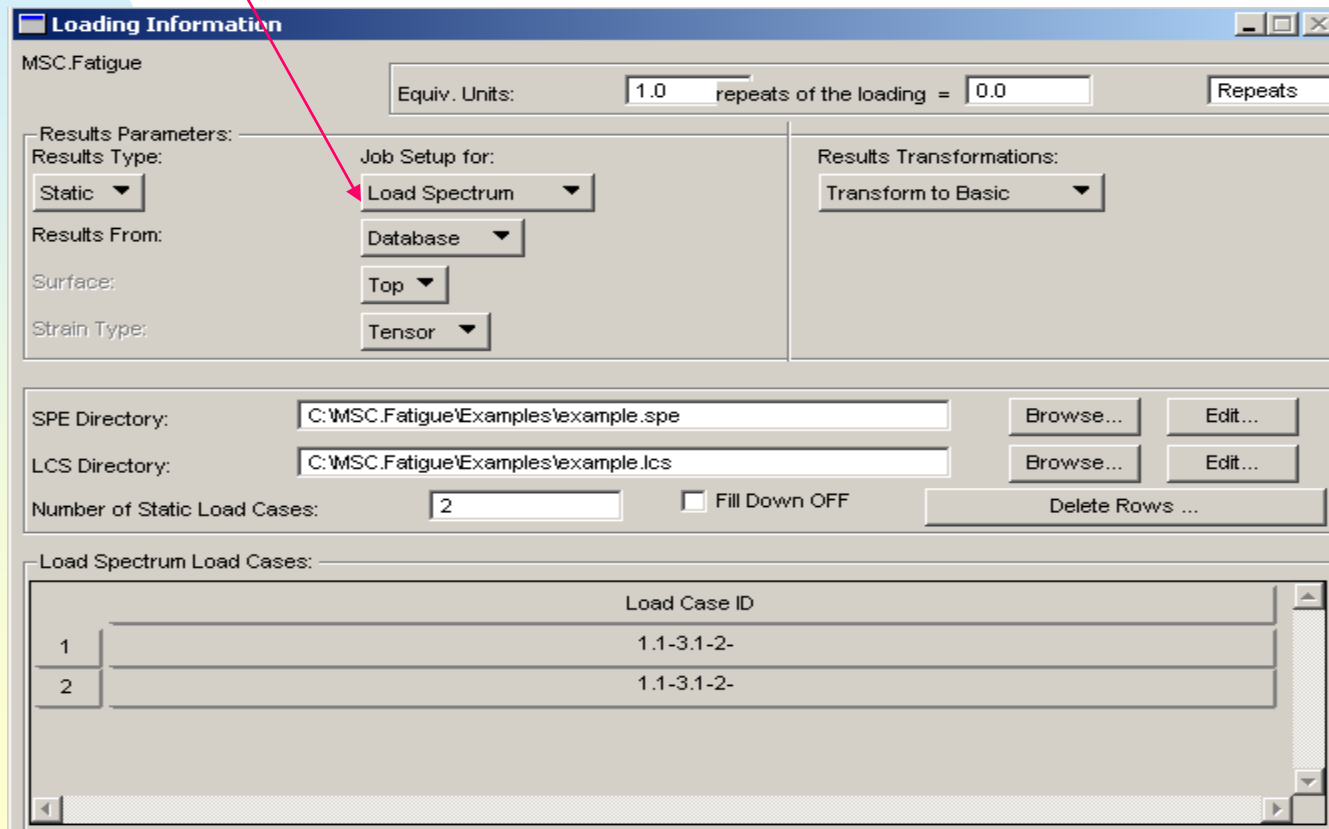 Loading Information
MSC.Fatigue
Equiv. Units: 1.0 repeats of the loading = 0.0 Repeats
Results Parameters:
Results Type: Job Setup for: Results Transformations:
Static Load Spectrum Transform to Basic
Results From: Database
Surface: Top
Strain Type: Tensor
SPE Directory: C:\MSC.Fatigue\Examples\example.spe Browse... Edit...
LCS Directory: C:\MSC.Fatigue\Examples\example.lcs Browse... Edit...
Number of Static Load Cases: 2 Fill Down OFF Delete Rows ...
Load Spectrum Load Cases:
Load Case ID
1 1.1-3.1-2-
2 1.1-3.1-2-